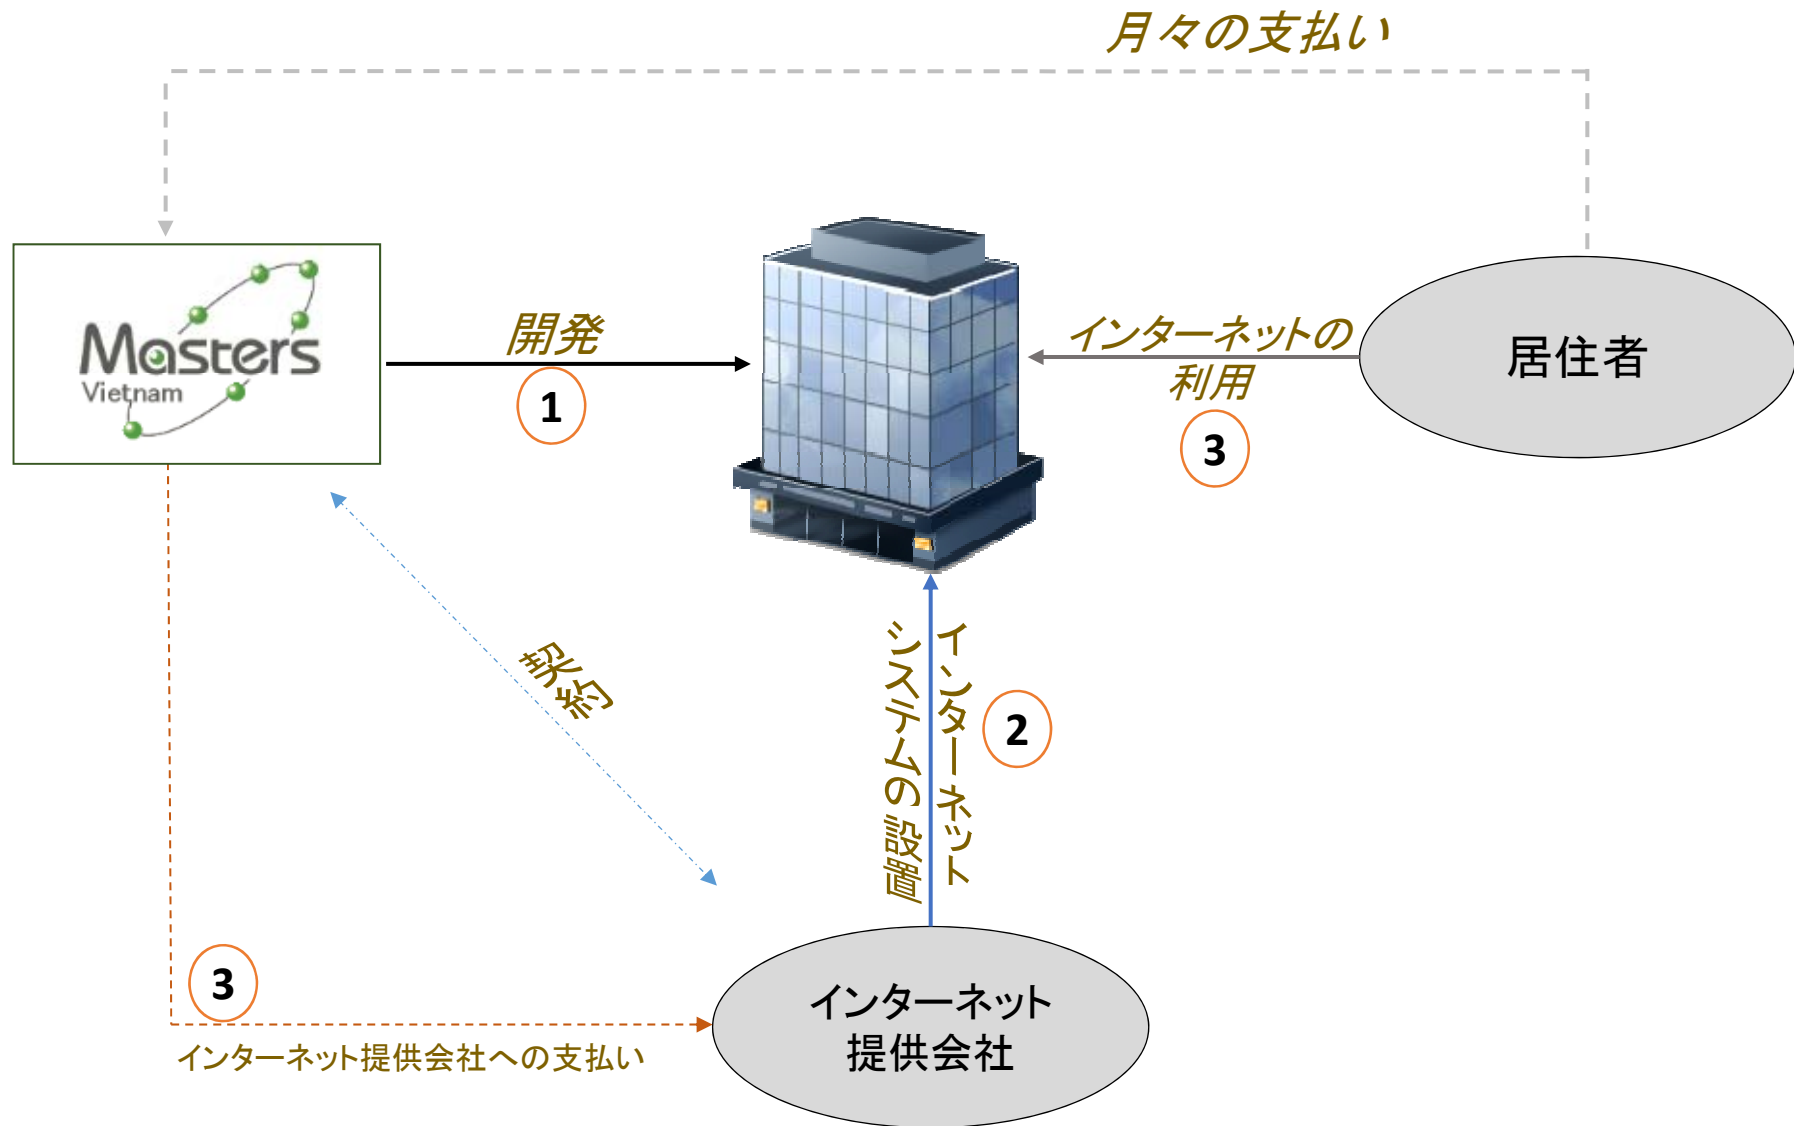 月々の支払い
Masters
Vietnam
開発
1
インターネットの
利用
3
居住者
契約
インターネット
システムの設置
2
3
インターネット提供会社への支払い
インターネット
提供会社